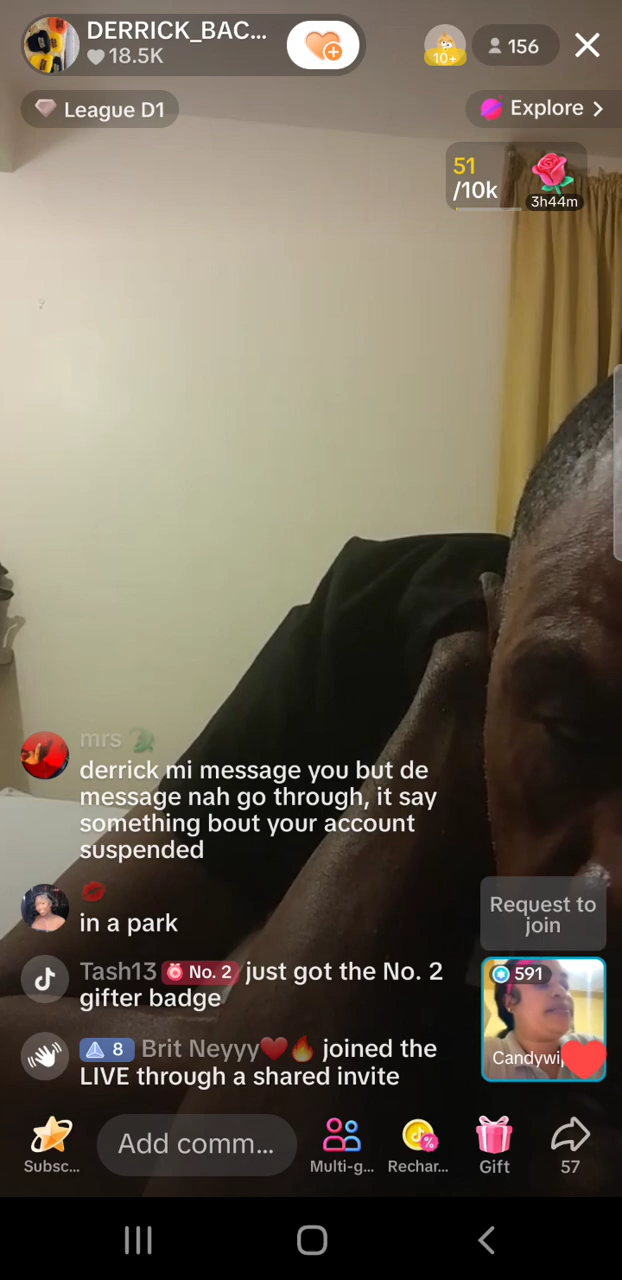 DERRICK_BAC...
18.5K
10+
156
League D1
Explore
51
/10k
3h44m
mrs
derrick mi message you but de
message nah go through, it say
something bout your account
suspended
in a park
Request to
join
Tash13 No. 2 just got the No. 2
gifter badge
591
Candywi
8 Brit Neyyy❤️🔥 joined the
LIVE through a shared invite
Subsc...
Add comm...
Multi-g...
Rechar...
Gift
57